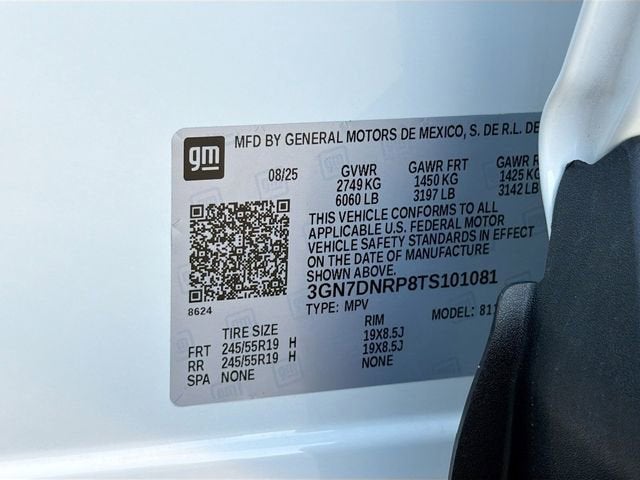 gm
MFD BY GENERAL MOTORS DE MEXICO, S. DE R.L. DE
08/25 GVWR GAWR FRT GAWR
2749 KG 1450 KG 1425 KG
6060 LB 3197 LB 3142 LB
THIS VEHICLE CONFORMS TO ALL
APPLICABLE U.S. FEDERAL MOTOR
VEHICLE SAFETY STANDARDS IN EFFECT
ON THE DATE OF MANUFACTURE
SHOWN ABOVE.
3GN7DNRP8TS101081
8624
TYPE: MPV MODEL: 811
TIRE SIZE RIM
FRT 245/55R19 H 19X8.5J
RR 245/55R19 H 19X8.5J
SPA NONE NONE